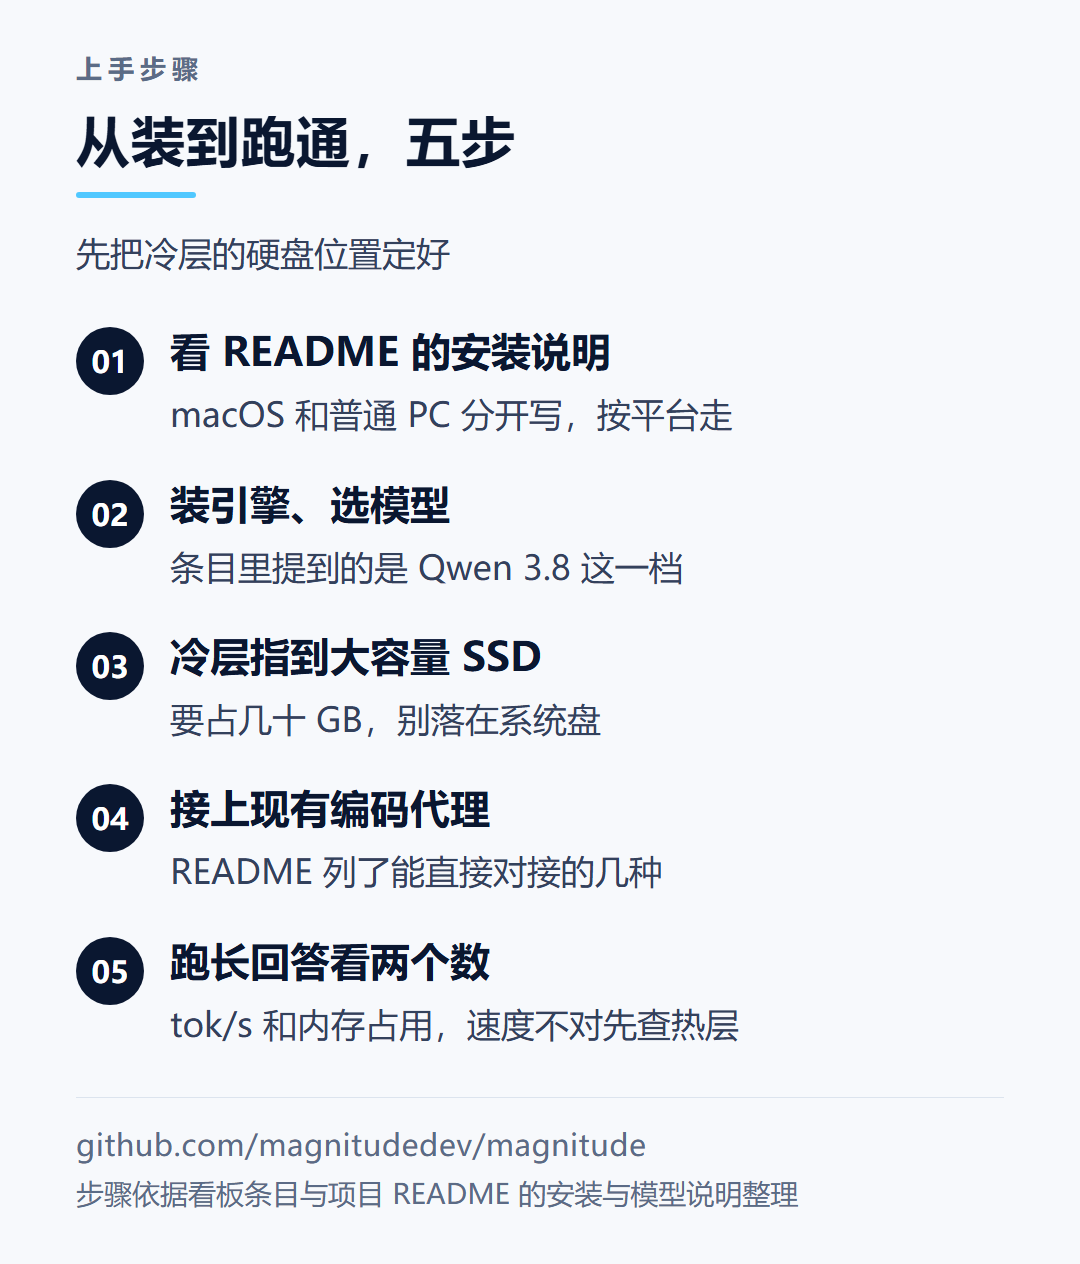 上手步骤
从装到跑通，五步
先把冷层的硬盘位置定好
01 看 README 的安装说明
macOS 和普通 PC 分开写，按平台走
02 装引擎、选模型
条目里提到的是 Qwen 3.8 这一档
03 冷层指到大容量 SSD
要占几十 GB，别落在系统盘
04 接上现有编码代理
README 列了能直接对接的几种
05 跑长回答看两个数
tok/s 和内存占用，速度不对先查热层
github.com/magnitudedev/magnitude
步骤依据看板条目与项目 README 的安装与模型说明整理